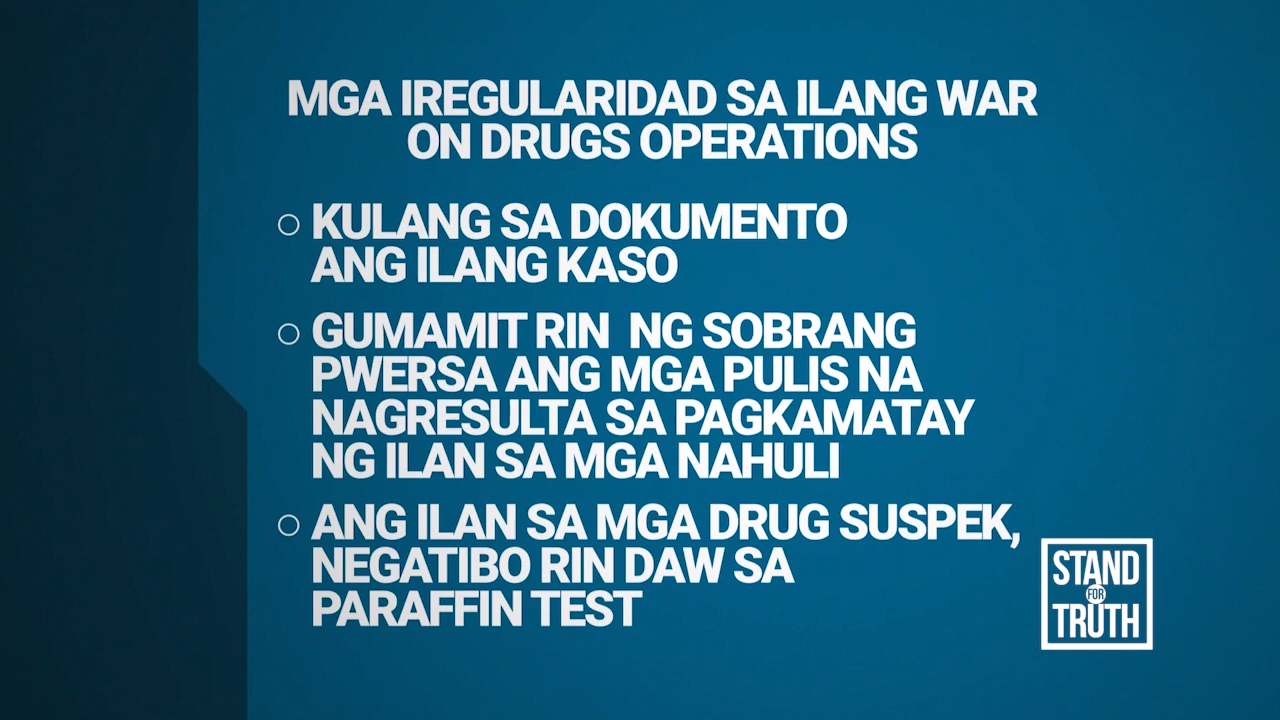 MGA IREGULARIDAD SA ILANG WAR
ON DRUGS OPERATIONS
○ KULANG SA DOKUMENTO
ANG ILANG KASO
○ GUMAMIT RIN NG SOBRANG
PWERSA ANG MGA PULIS NA
NAGRESULTA SA PAGKAMATAY
NG ILAN SA MGA NAHULI
○ ANG ILAN SA MGA DRUG SUSPEK,
NEGATIBO RIN DAW SA
PARAFFIN TEST
STAND
FOR
TRUTH